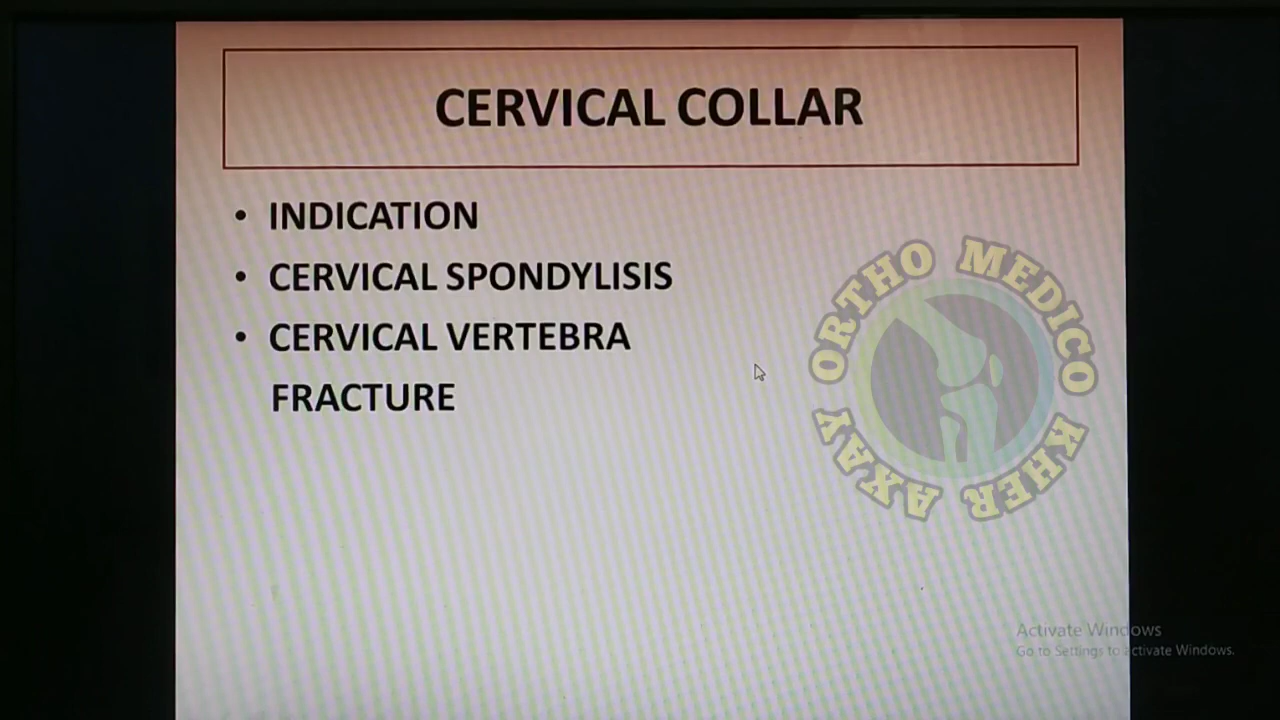 CERVICAL COLLAR
• INDICATION
• CERVICAL SPONDYLISIS
• CERVICAL VERTEBRA
FRACTURE
ORTHO MEDICO
AXAY KHER
Activate Windows
Go to Settings to activate Windows.